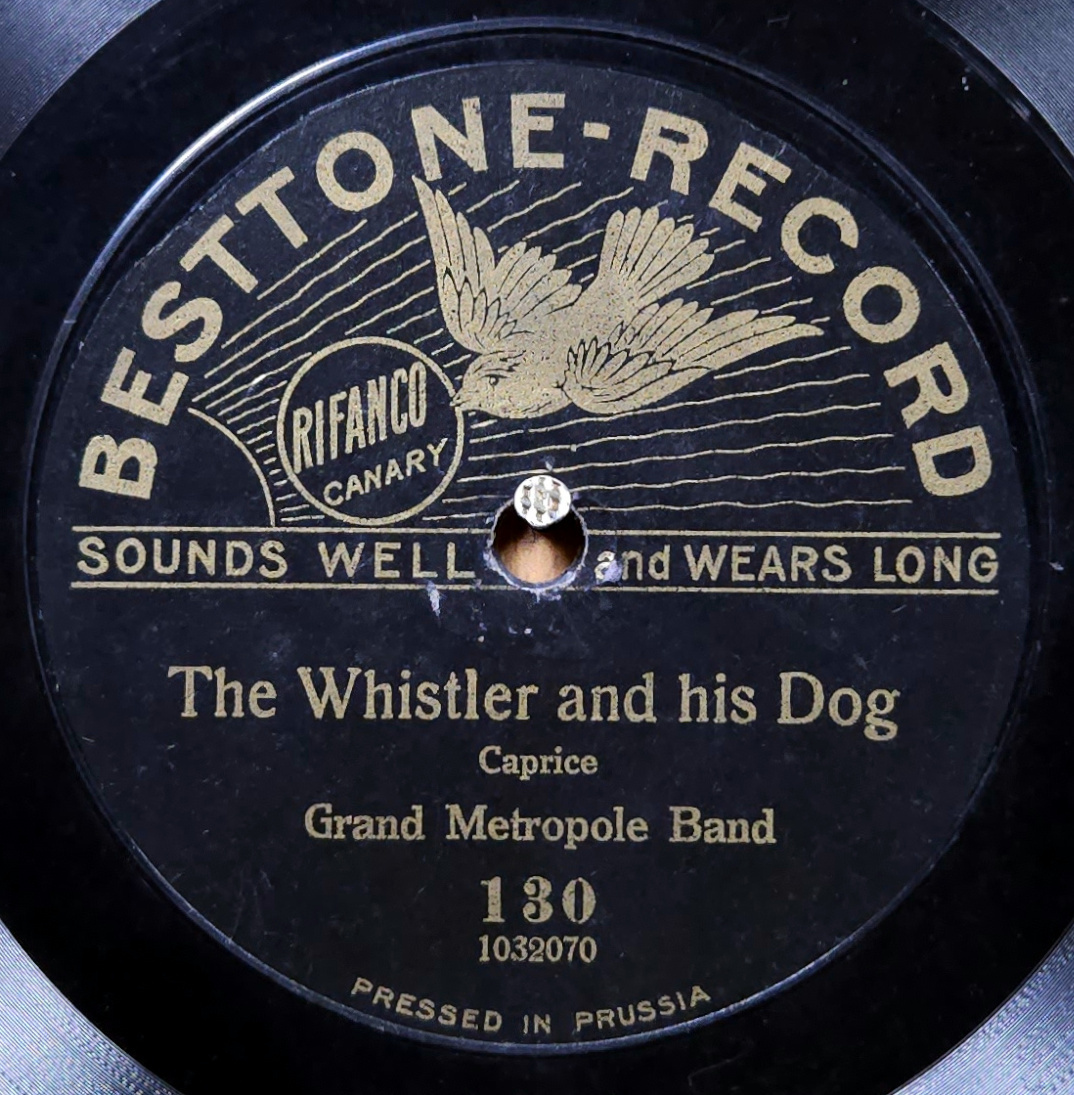 BESTTONE-RECORD
RIFANCO
CANARY
SOUNDS WELL and WEARS LONG
The Whistler and his Dog
Caprice
Grand Metropole Band
130
1032070
PRESSED IN PRUSSIA